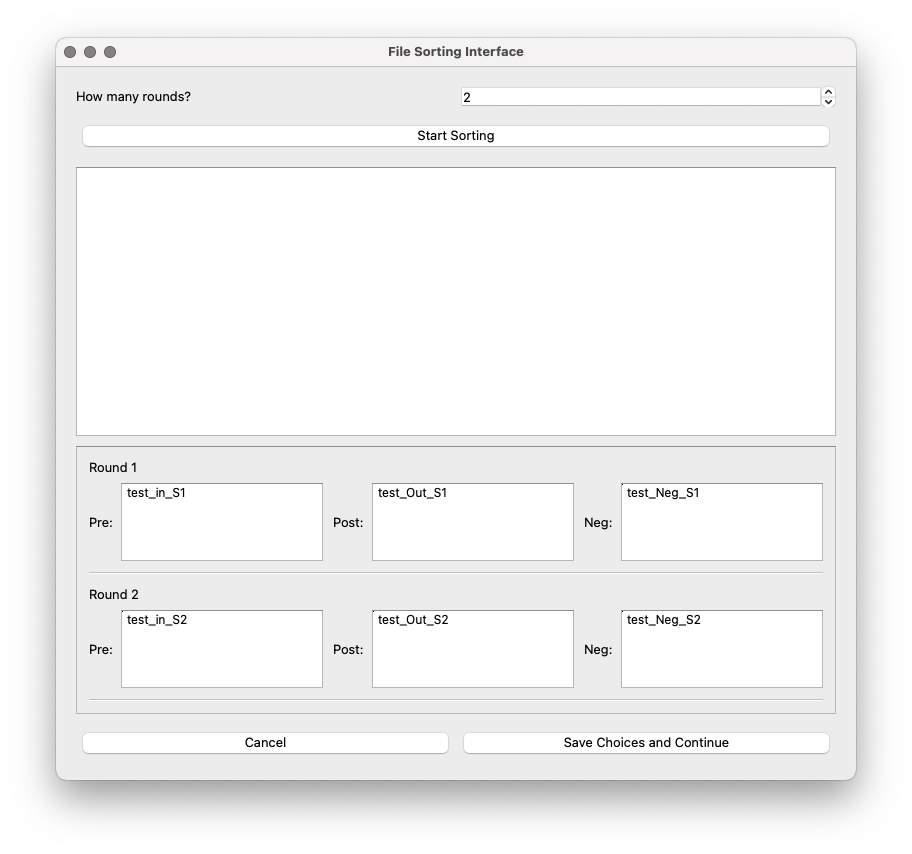 File Sorting Interface
How many rounds? 2
Start Sorting
Round 1
Pre: test_in_S1 Post: test_Out_S1 Neg: test_Neg_S1
Round 2
Pre: test_in_S2 Post: test_Out_S2 Neg: test_Neg_S2
Cancel Save Choices and Continue